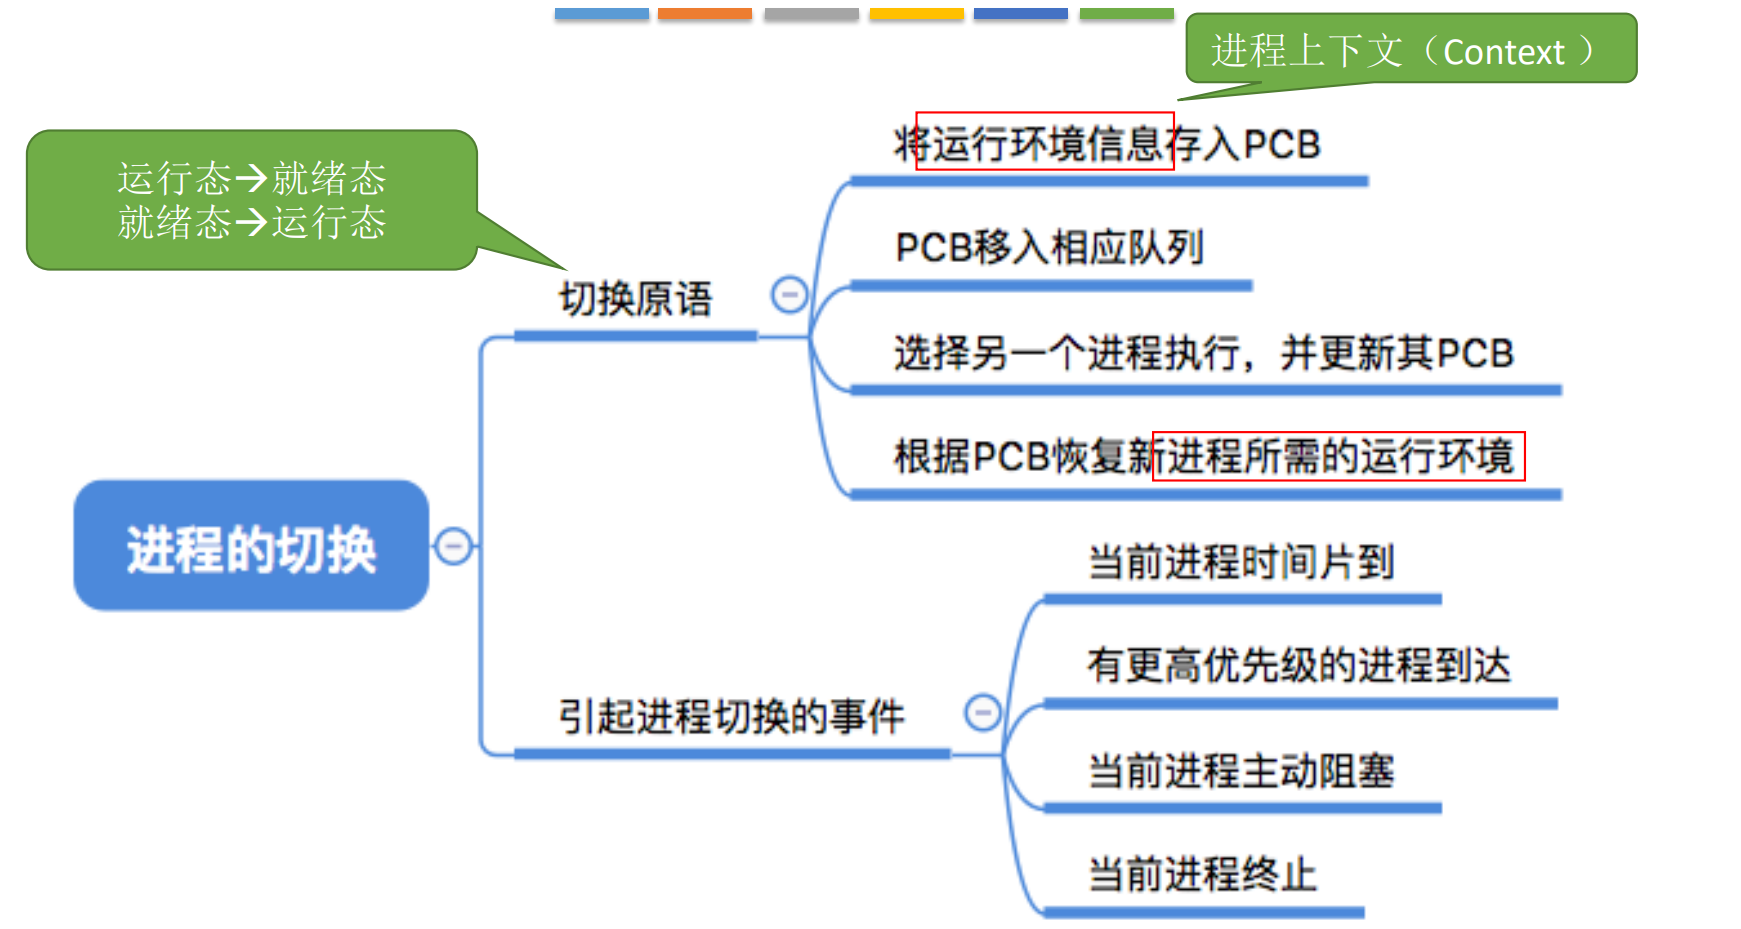 进程上下文（Context ）
运行态→就绪态
就绪态→运行态
将运行环境信息存入PCB
PCB移入相应队列
切换原语
选择另一个进程执行，并更新其PCB
根据PCB恢复新进程所需的运行环境
进程的切换
当前进程时间片到
有更高优先级的进程到达
引起进程切换的事件
当前进程主动阻塞
当前进程终止